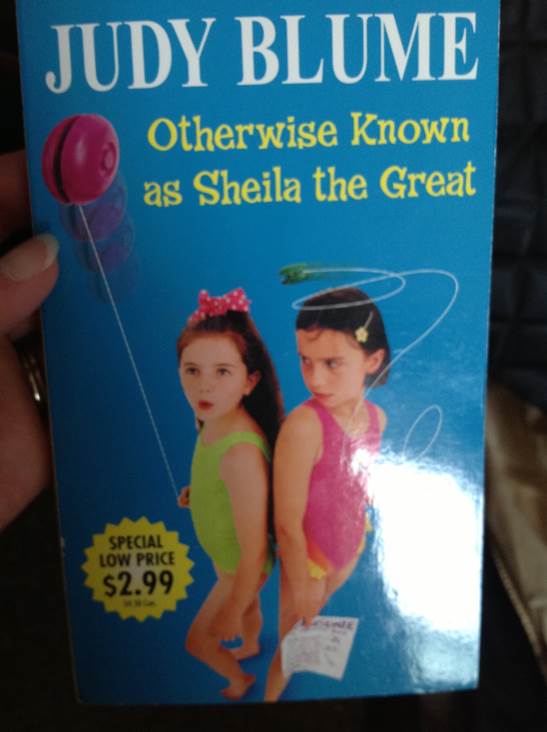 JUDY BLUME
Otherwise Known
as Sheila the Great
SPECIAL
LOW PRICE
$2.99